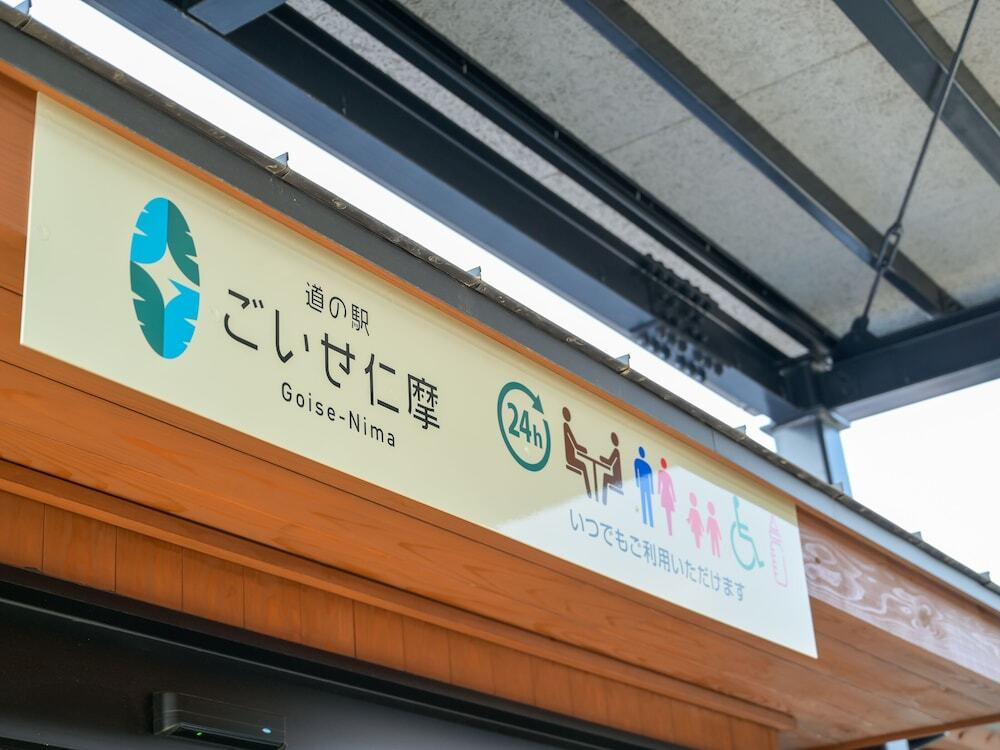 道の駅
ごいせ仁摩
Goise-Nima
24h
いつでもご利用いただけます